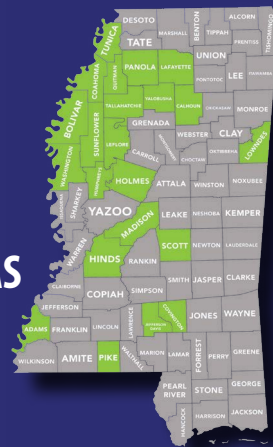 DESOTO
BENTON
ALCORN
MARSHALL
TIPPAH
TISHOMINGO
TUNICA
TATE
PRENTISS
UNION
COAHOMA
QUITMAN
PANOLA
LAFAYETTE
PONTOTOC
LEE
ITAWAMBA
BOLIVAR
TALLAHATCHIE
YALOBUSHA
CALHOUN
CHICKASAW
MONROE
SUNFLOWER
GRENADA
LEFLORE
WEBSTER
CLAY
WASHINGTON
CARROLL
MONTGOMERY
CHOCTAW
OKTIBBEHA
LOWNDES
HUMPHREYS
HOLMES
ATTALA
WINSTON
NOXUBEE
SHARKEY
YAZOO
MADISON
LEAKE
NESHOBA
KEMPER
WARREN
HINDS
RANKIN
SCOTT
NEWTON
LAUDERDALE
AS
CLAIBORNE
COPIAH
SIMPSON
SMITH
JASPER
CLARKE
JEFFERSON
COVINGTON
JONES
WAYNE
ADAMS
FRANKLIN
LINCOLN
LAWRENCE
JEFFERSON
DAVIS
WILKINSON
AMITE
PIKE
WALTHALL
MARION
LAMAR
FORREST
PERRY
GREENE
PEARL
RIVER
STONE
GEORGE
HANCOCK
HARRISON
JACKSON